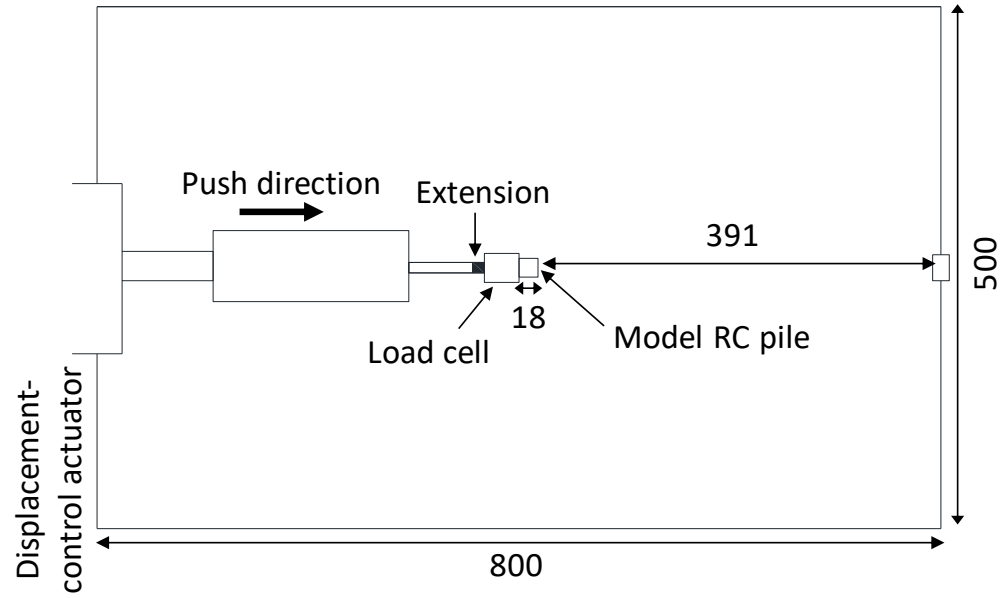 Push direction
Extension
391
500
18
Load cell
Model RC pile
Displacement-
control actuator
800